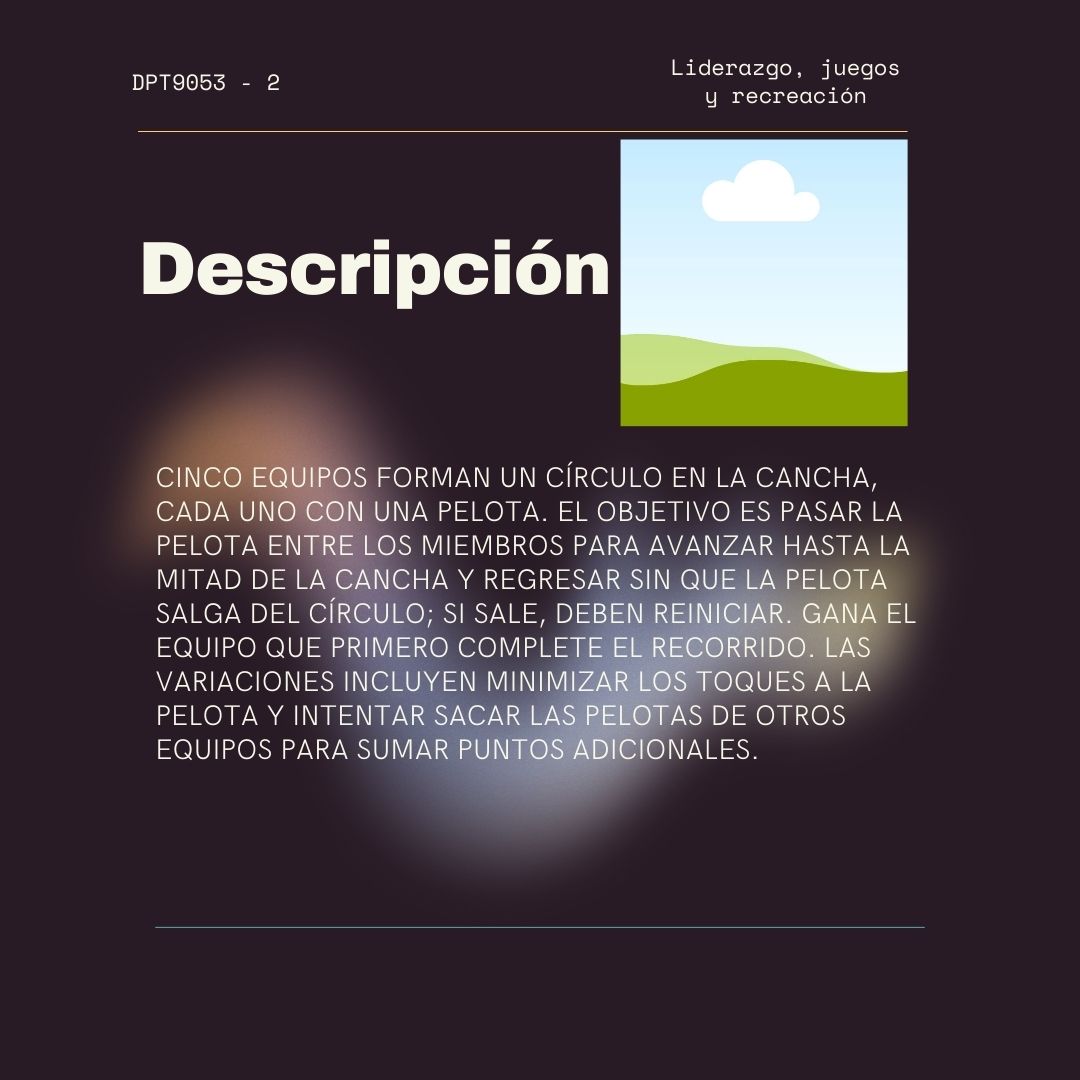 DPT9053 - 2
Liderazgo, juegos
y recreación
Descripción
CINCO EQUIPOS FORMAN UN CÍRCULO EN LA CANCHA,
CADA UNO CON UNA PELOTA. EL OBJETIVO ES PASAR LA
PELOTA ENTRE LOS MIEMBROS PARA AVANZAR HASTA LA
MITAD DE LA CANCHA Y REGRESAR SIN QUE LA PELOTA
SALGA DEL CÍRCULO; SI SALE, DEBEN REINICIAR. GANA EL
EQUIPO QUE PRIMERO COMPLETE EL RECORRIDO. LAS
VARIACIONES INCLUYEN MINIMIZAR LOS TOQUES A LA
PELOTA Y INTENTAR SACAR LAS PELOTAS DE OTROS
EQUIPOS PARA SUMAR PUNTOS ADICIONALES.